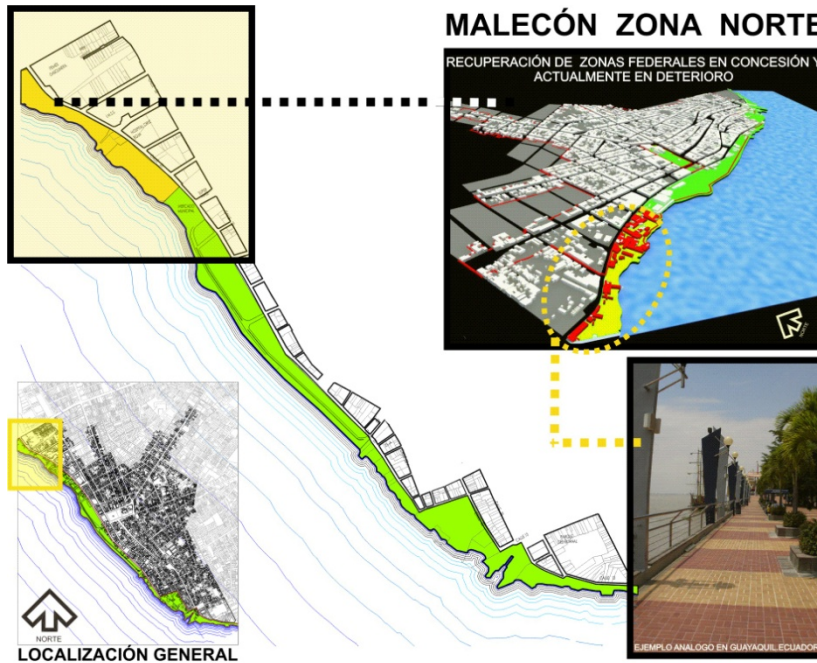 MALECÓN ZONA NORTE
RECUPERACIÓN DE ZONAS FEDERALES EN CONCESIÓN Y
ACTUALMENTE EN DETERIORO
NORTE
EJEMPLO ANALOGO EN GUAYAQUIL ECUADOR
NORTE
LOCALIZACIÓN GENERAL